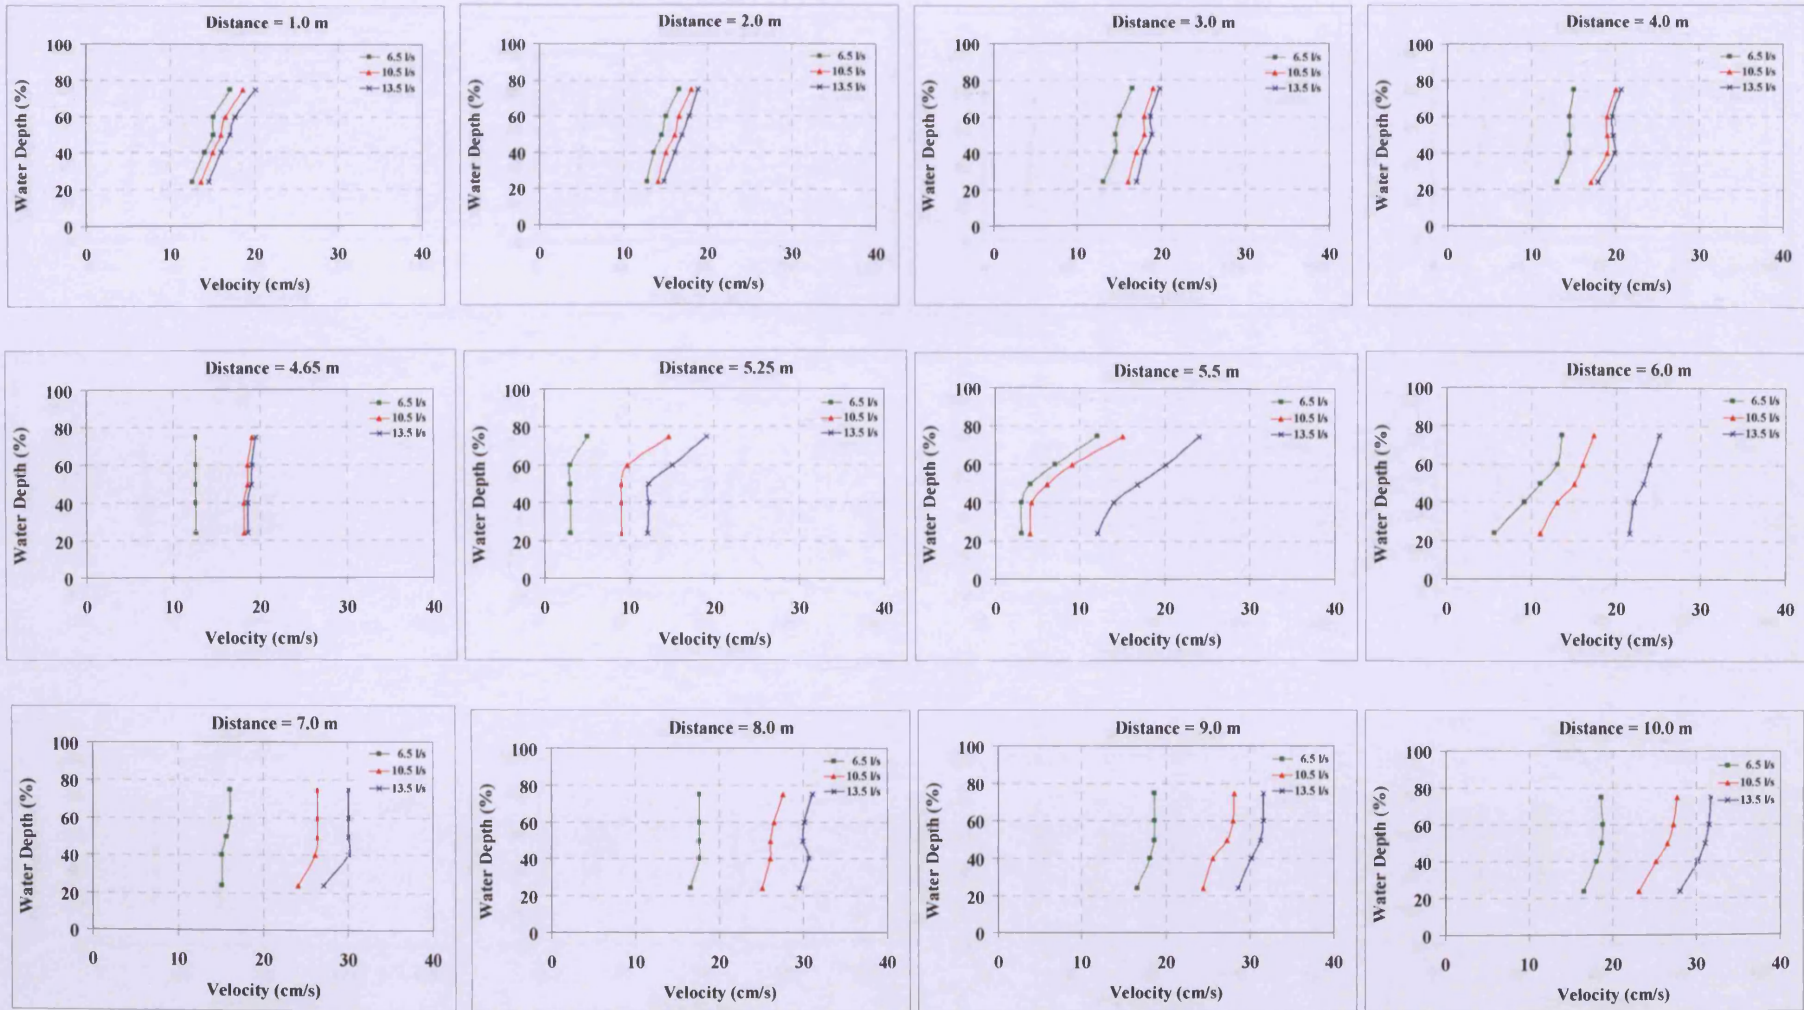 Distance = 1.0 m
Water Depth (%)
100
80
60
40
20
0
0 10 20 30 40
Velocity (cm/s)
6.5 l/s
10.5 l/s
13.5 l/s
Distance = 2.0 m
Water Depth (%)
100
80
60
40
20
0
0 10 20 30 40
Velocity (cm/s)
6.5 l/s
10.5 l/s
13.5 l/s
Distance = 3.0 m
Water Depth (%)
100
80
60
40
20
0
0 10 20 30 40
Velocity (cm/s)
6.5 l/s
10.5 l/s
13.5 l/s
Distance = 4.0 m
Water Depth (%)
100
80
60
40
20
0
0 10 20 30 40
Velocity (cm/s)
6.5 l/s
10.5 l/s
13.5 l/s
Distance = 4.65 m
Water Depth (%)
100
80
60
40
20
0
0 10 20 30 40
Velocity (cm/s)
6.5 l/s
10.5 l/s
13.5 l/s
Distance = 5.25 m
Water Depth (%)
100
80
60
40
20
0
0 10 20 30 40
Velocity (cm/s)
6.5 l/s
10.5 l/s
13.5 l/s
Distance = 5.5 m
Water Depth (%)
100
80
60
40
20
0
0 10 20 30 40
Velocity (cm/s)
6.5 l/s
10.5 l/s
13.5 l/s
Distance = 6.0 m
Water Depth (%)
100
80
60
40
20
0
0 10 20 30 40
Velocity (cm/s)
6.5 l/s
10.5 l/s
13.5 l/s
Distance = 7.0 m
Water Depth (%)
100
80
60
40
20
0
0 10 20 30 40
Velocity (cm/s)
6.5 l/s
10.5 l/s
13.5 l/s
Distance = 8.0 m
Water Depth (%)
100
80
60
40
20
0
0 10 20 30 40
Velocity (cm/s)
6.5 l/s
10.5 l/s
13.5 l/s
Distance = 9.0 m
Water Depth (%)
100
80
60
40
20
0
0 10 20 30 40
Velocity (cm/s)
6.5 l/s
10.5 l/s
13.5 l/s
Distance = 10.0 m
Water Depth (%)
100
80
60
40
20
0
0 10 20 30 40
Velocity (cm/s)
6.5 l/s
10.5 l/s
13.5 l/s